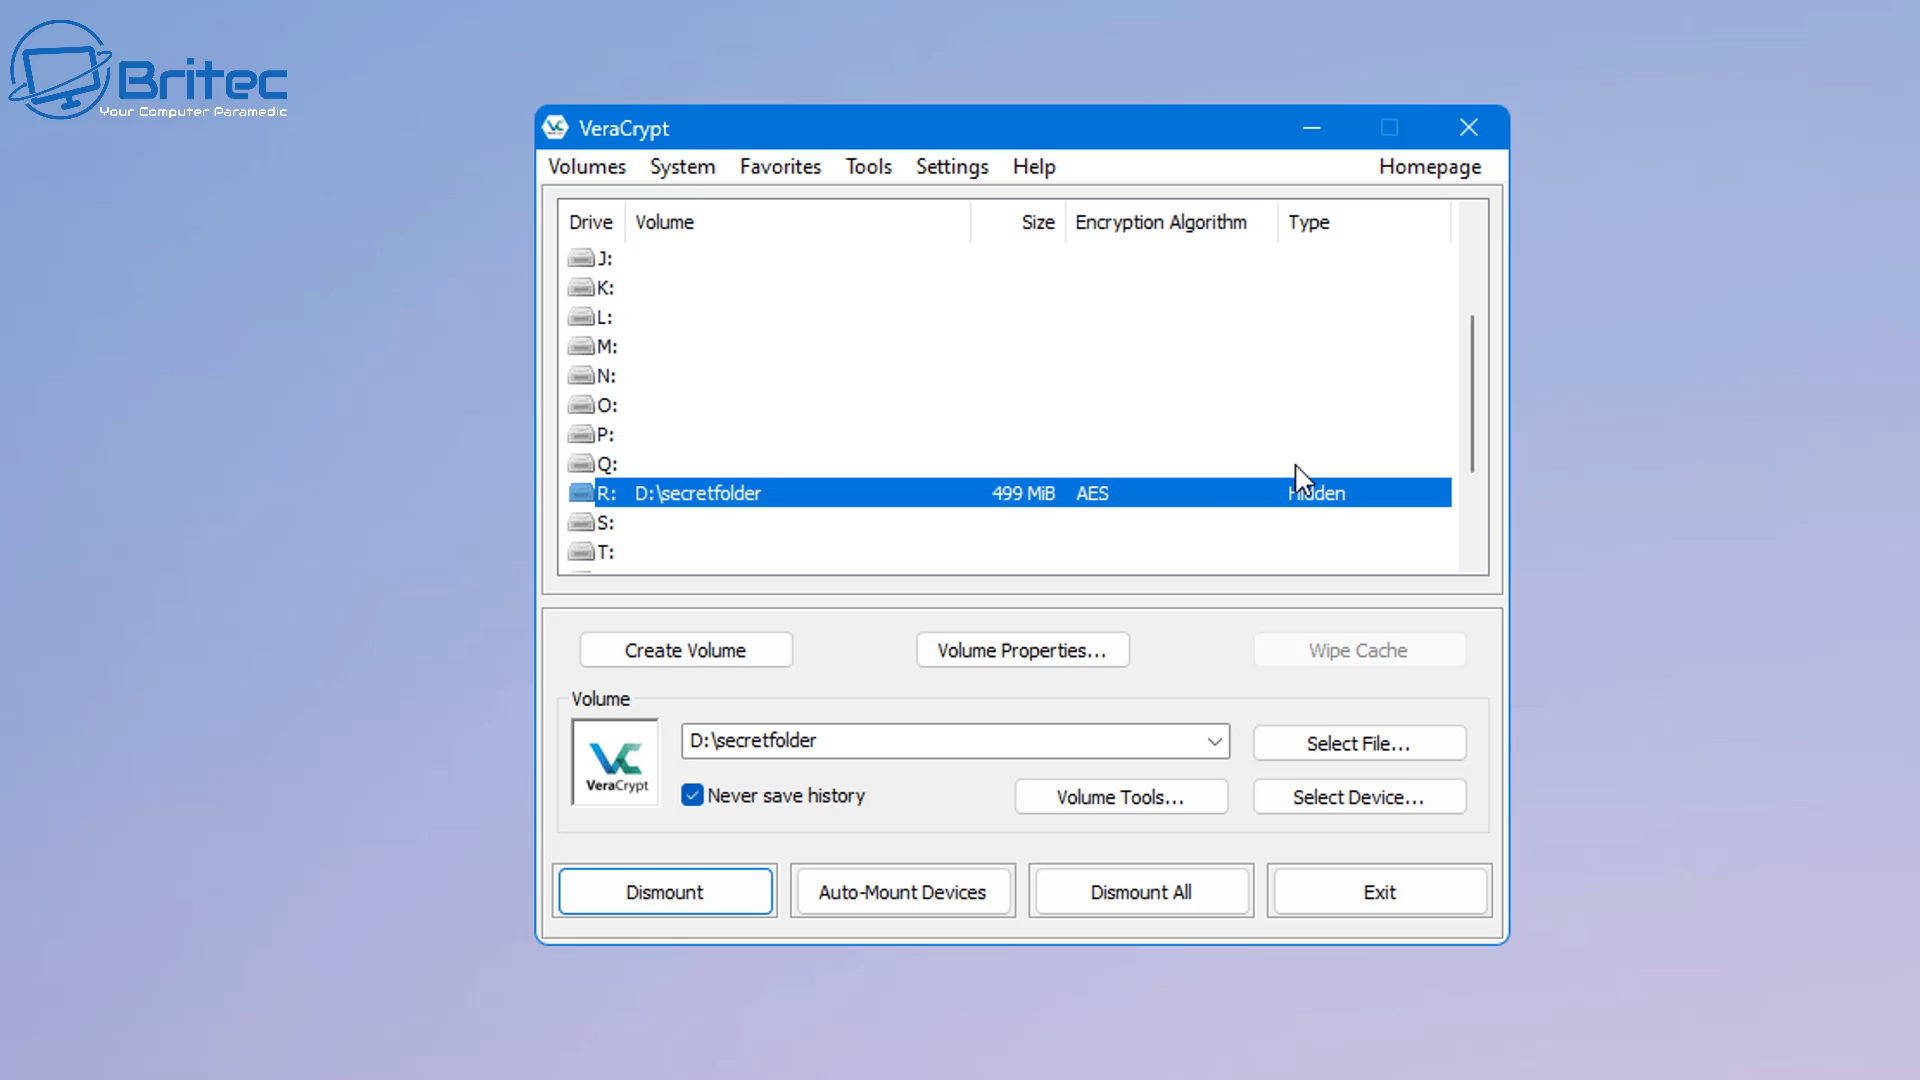 Britec
Your Computer Paramedic
VeraCrypt
Volumes System Favorites Tools Settings Help Homepage
Drive Volume Size Encryption Algorithm Type
J:
K:
L:
M:
N:
O:
P:
Q:
R: D:\secretfolder 499 MiB AES Hidden
S:
T:
Create Volume Volume Properties... Wipe Cache
Volume
D:\secretfolder Select File...
VeraCrypt
Never save history Volume Tools... Select Device...
Dismount Auto-Mount Devices Dismount All Exit